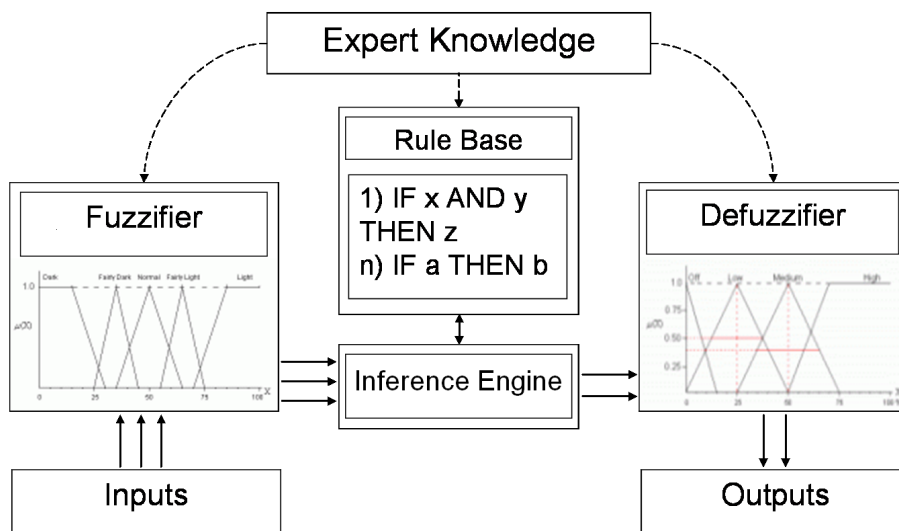 Expert Knowledge
Rule Base
1) IF x AND y
THEN z
n) IF a THEN b
Fuzzifier
Dark Fairly Dark Normal Fairly Light Light
1.0
μ(X)
X
0 25 50 75 100
Defuzzifier
Off Low Medium High
1.0
0.75
μ(X)
0.50
0.25
0 25 50 75
Inference Engine
Inputs
Outputs